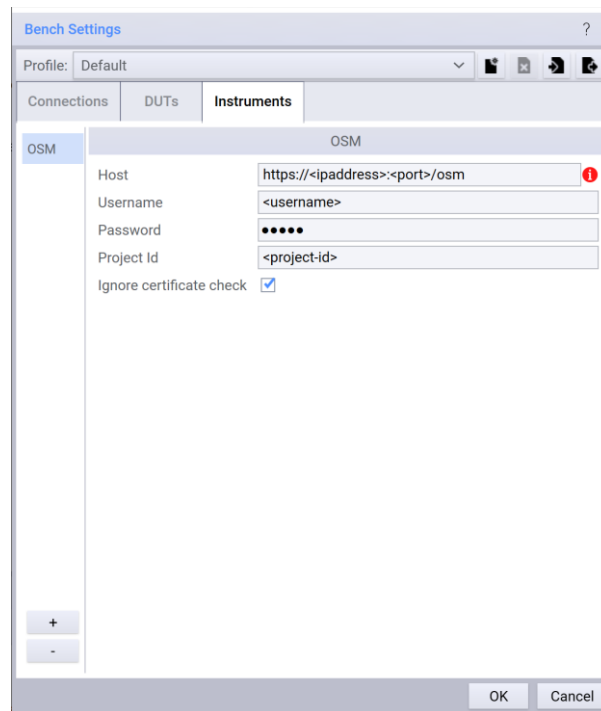 Bench Settings ?
Profile: Default
Connections DUTs Instruments
OSM OSM
Host https://<ipaddress>:<port>/osm
Username <username>
Password •••••
Project Id <project-id>
Ignore certificate check
+
-
OK Cancel